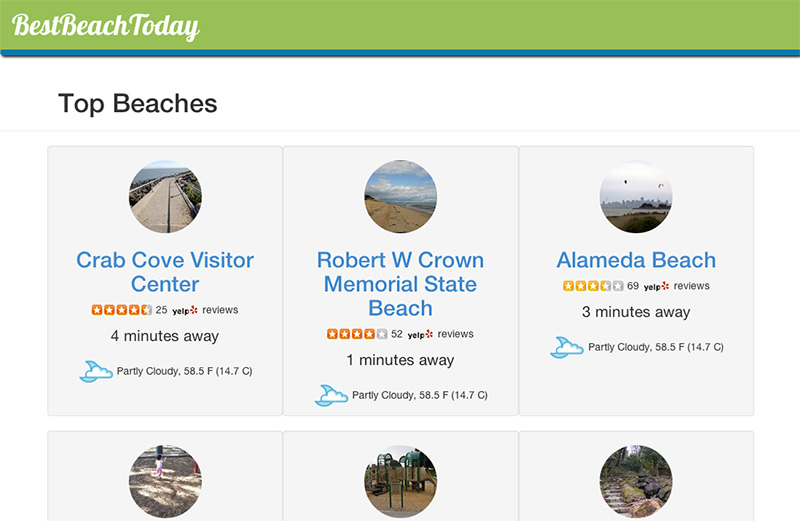 BestBeachToday
Top Beaches
Crab Cove Visitor
Center
25 yelp reviews
4 minutes away
Partly Cloudy, 58.5 F (14.7 C)
Robert W Crown
Memorial State
Beach
52 yelp reviews
1 minutes away
Partly Cloudy, 58.5 F (14.7 C)
Alameda Beach
69 yelp reviews
3 minutes away
Partly Cloudy, 58.5 F (14.7 C)